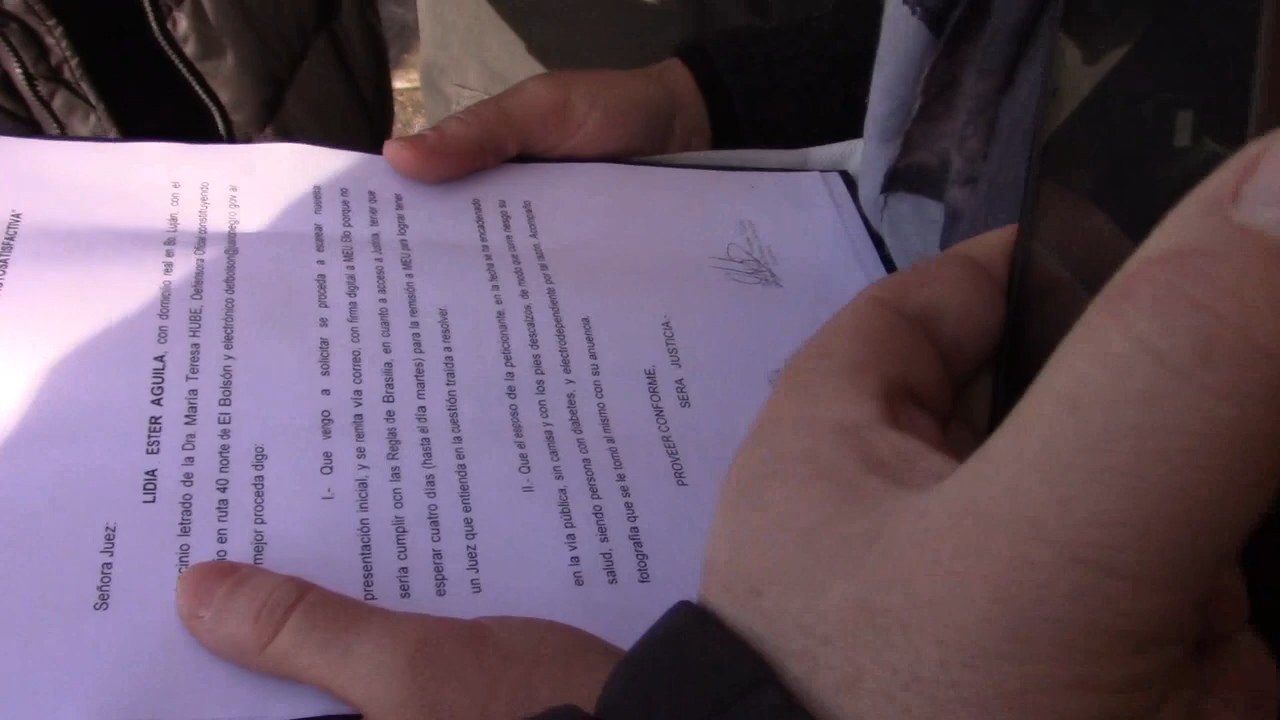 TOSATISFACTIVA"
Señora Juez:
LIDIA ESTER AGUILA, con domicilio real en Bo. Luján, con el
cinio letrado de la Dra. María Teresa HUBE, Defensora Oficial constituyendo
io en ruta 40 norte de El Bolsón y electrónico
mejor proceda digo:
I.- Que vengo a solicitar se proceda a escanear nuestra
presentación inicial, y se remita vía correo, con firma digital a MEU Blo porque no
sería cumplir ocn las Reglas de Brasilia, en cuanto a acceso a Justicia, tener que
esperar cuatro días (hasta el día martes) para la remisión a MEU para lograr tener
un Juez que entienda en la cuestión traída a resolver.
II.- Que el esposo de la peticionante, en la fecha se ha encadenado
en la vía pública, sin camisa y con los pies descalzos, de modo que corre riesgo su
salud, siendo persona con diabetes, y electrodependiente por tal razón. Acompaño
fotografía que se le tomó al mismo con su anuencia.
PROVEER CONFORME,
SERA JUSTICIA.-